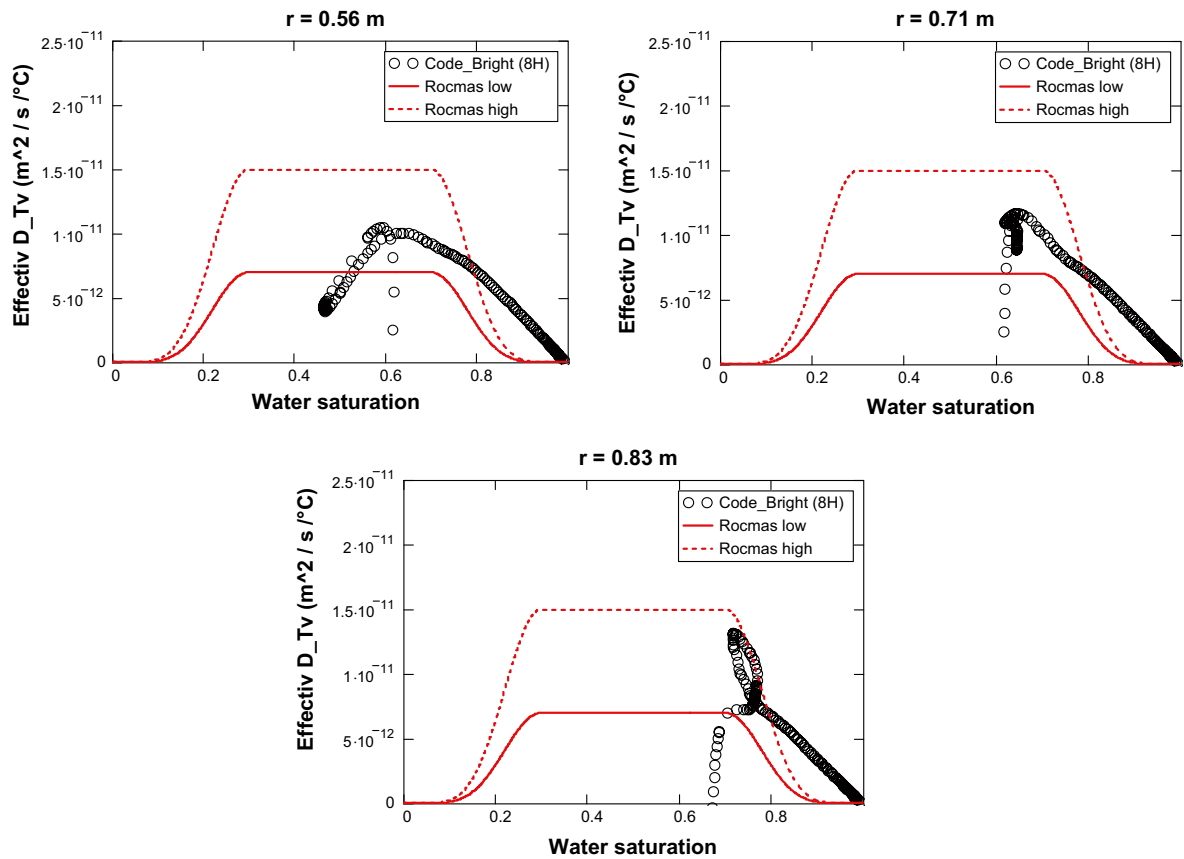 r = 0.56 m
Effectiv D_Tv (m^2 / s /°C)
2.5·10⁻¹¹
2·10⁻¹¹
1.5·10⁻¹¹
1·10⁻¹¹
5·10⁻¹²
0
Code_Bright (8H)
Rocmas low
Rocmas high
0 0.2 0.4 0.6 0.8
Water saturation
r = 0.71 m
Effectiv D_Tv (m^2 / s /°C)
2.5·10⁻¹¹
2·10⁻¹¹
1.5·10⁻¹¹
1·10⁻¹¹
5·10⁻¹²
0
Code_Bright (8H)
Rocmas low
Rocmas high
0 0.2 0.4 0.6 0.8
Water saturation
r = 0.83 m
Effectiv D_Tv (m^2 / s /°C)
2.5·10⁻¹¹
2·10⁻¹¹
1.5·10⁻¹¹
1·10⁻¹¹
5·10⁻¹²
0
Code_Bright (8H)
Rocmas low
Rocmas high
0 0.2 0.4 0.6 0.8
Water saturation